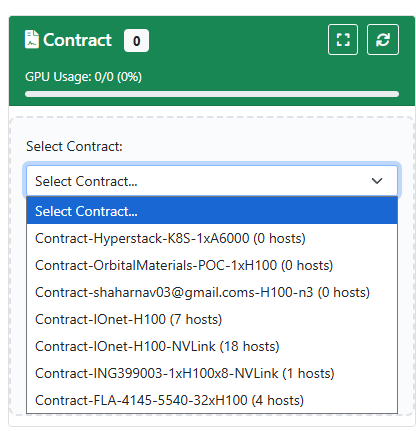 Contract 0
GPU Usage: 0/0 (0%)
Select Contract:
Select Contract...
Select Contract...
Contract-Hyperstack-K8S-1xA6000 (0 hosts)
Contract-OrbitalMaterials-POC-1xH100 (0 hosts)
Contract-shaharnav03@gmail.coms-H100-n3 (0 hosts)
Contract-IOnet-H100 (7 hosts)
Contract-IOnet-H100-NVLink (18 hosts)
Contract-ING399003-1xH100x8-NVLink (1 hosts)
Contract-FLA-4145-5540-32xH100 (4 hosts)